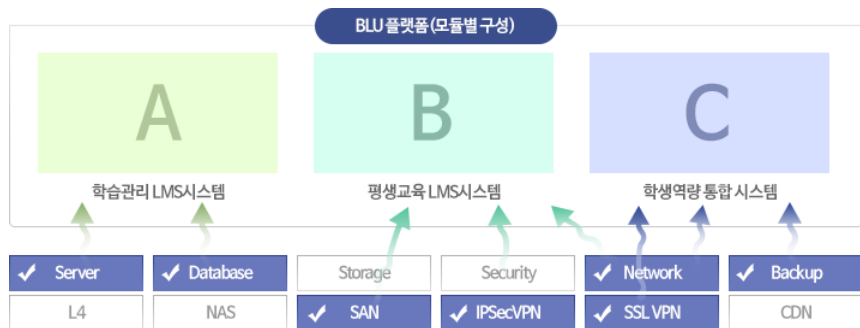 BLU 플랫폼(모듈별 구성)
A B C
학습관리 LMS시스템 평생교육 LMS시스템 학생역량 통합 시스템
Server Database Storage Security Network Backup
L4 NAS SAN IPSecVPN SSL VPN CDN